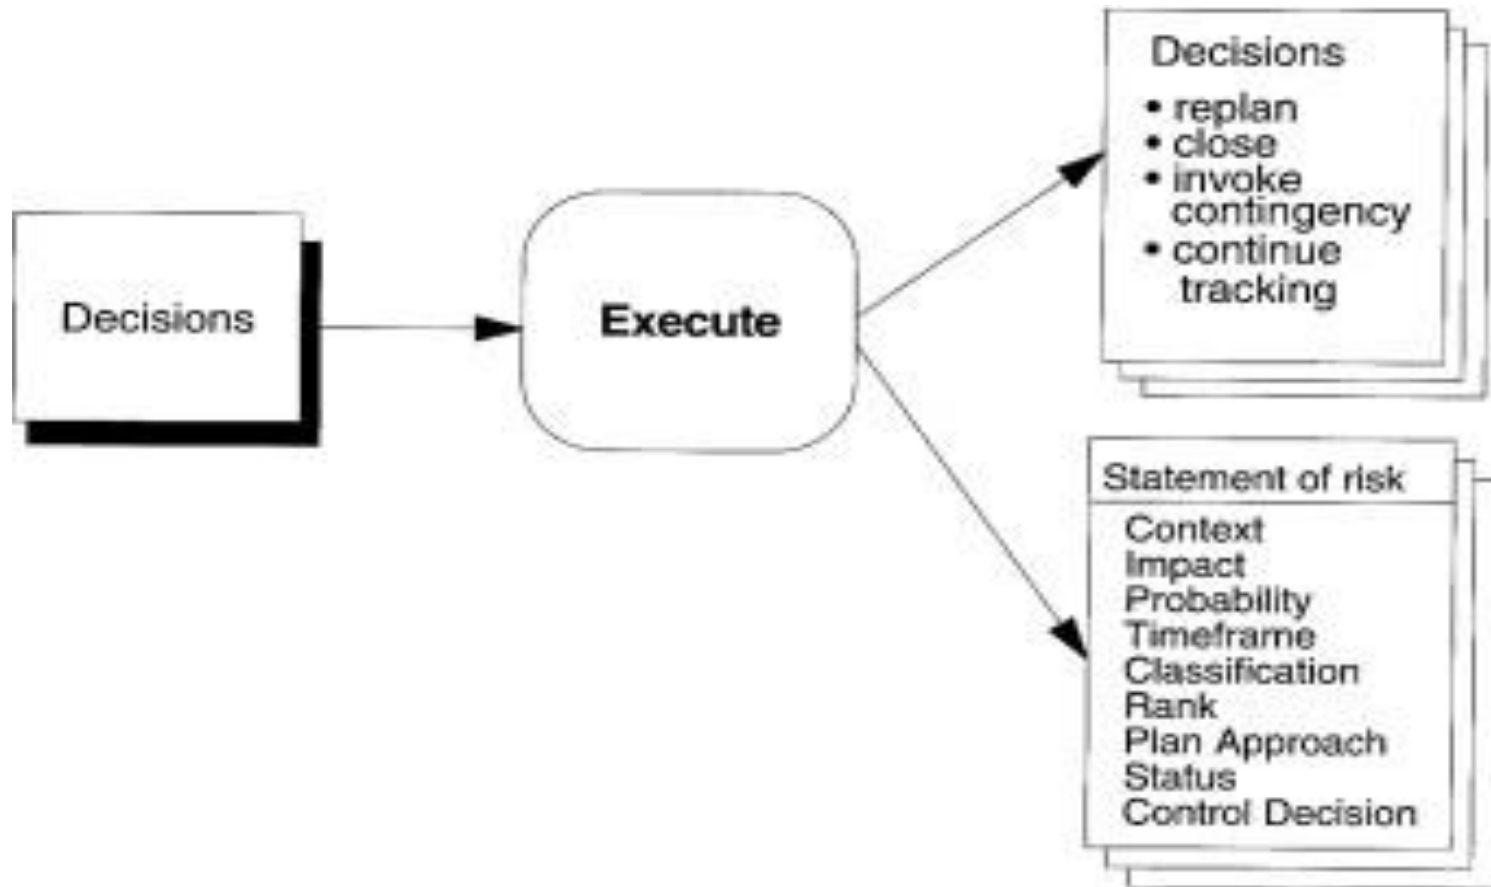 Decisions
Execute
Decisions
• replan
• close
• invoke
contingency
• continue
tracking
Statement of risk
Context
Impact
Probability
Timeframe
Classification
Rank
Plan Approach
Status
Control Decision